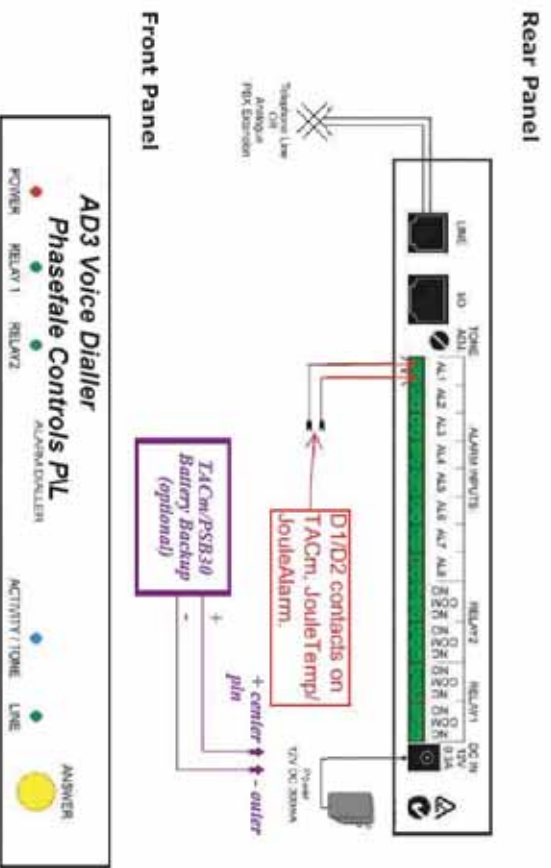 Rear Panel
LINE
I/O
TONE
ADJ
ALARM INPUTS
AL1 AL2 AL3 AL4 AL5 AL6 AL7 AL8
RELAY2
RELAY1
DC IN
12V
0.3A
Telephone Line
OR
Analogue
PBX Extension
D1/D2 contacts on
TACm, JouleTemp/
JouleAlarm.
TACm/PSB30
Battery Backup
(optional)
+
-
+ center
pin
- outer
Power
12V DC 300mA
Front Panel
AD3 Voice Dialler
Phasefale Controls P\L
ALARM DIALLER
POWER
RELAY 1
RELAY2
ACTIVITY / TONE
LINE
ANSWER